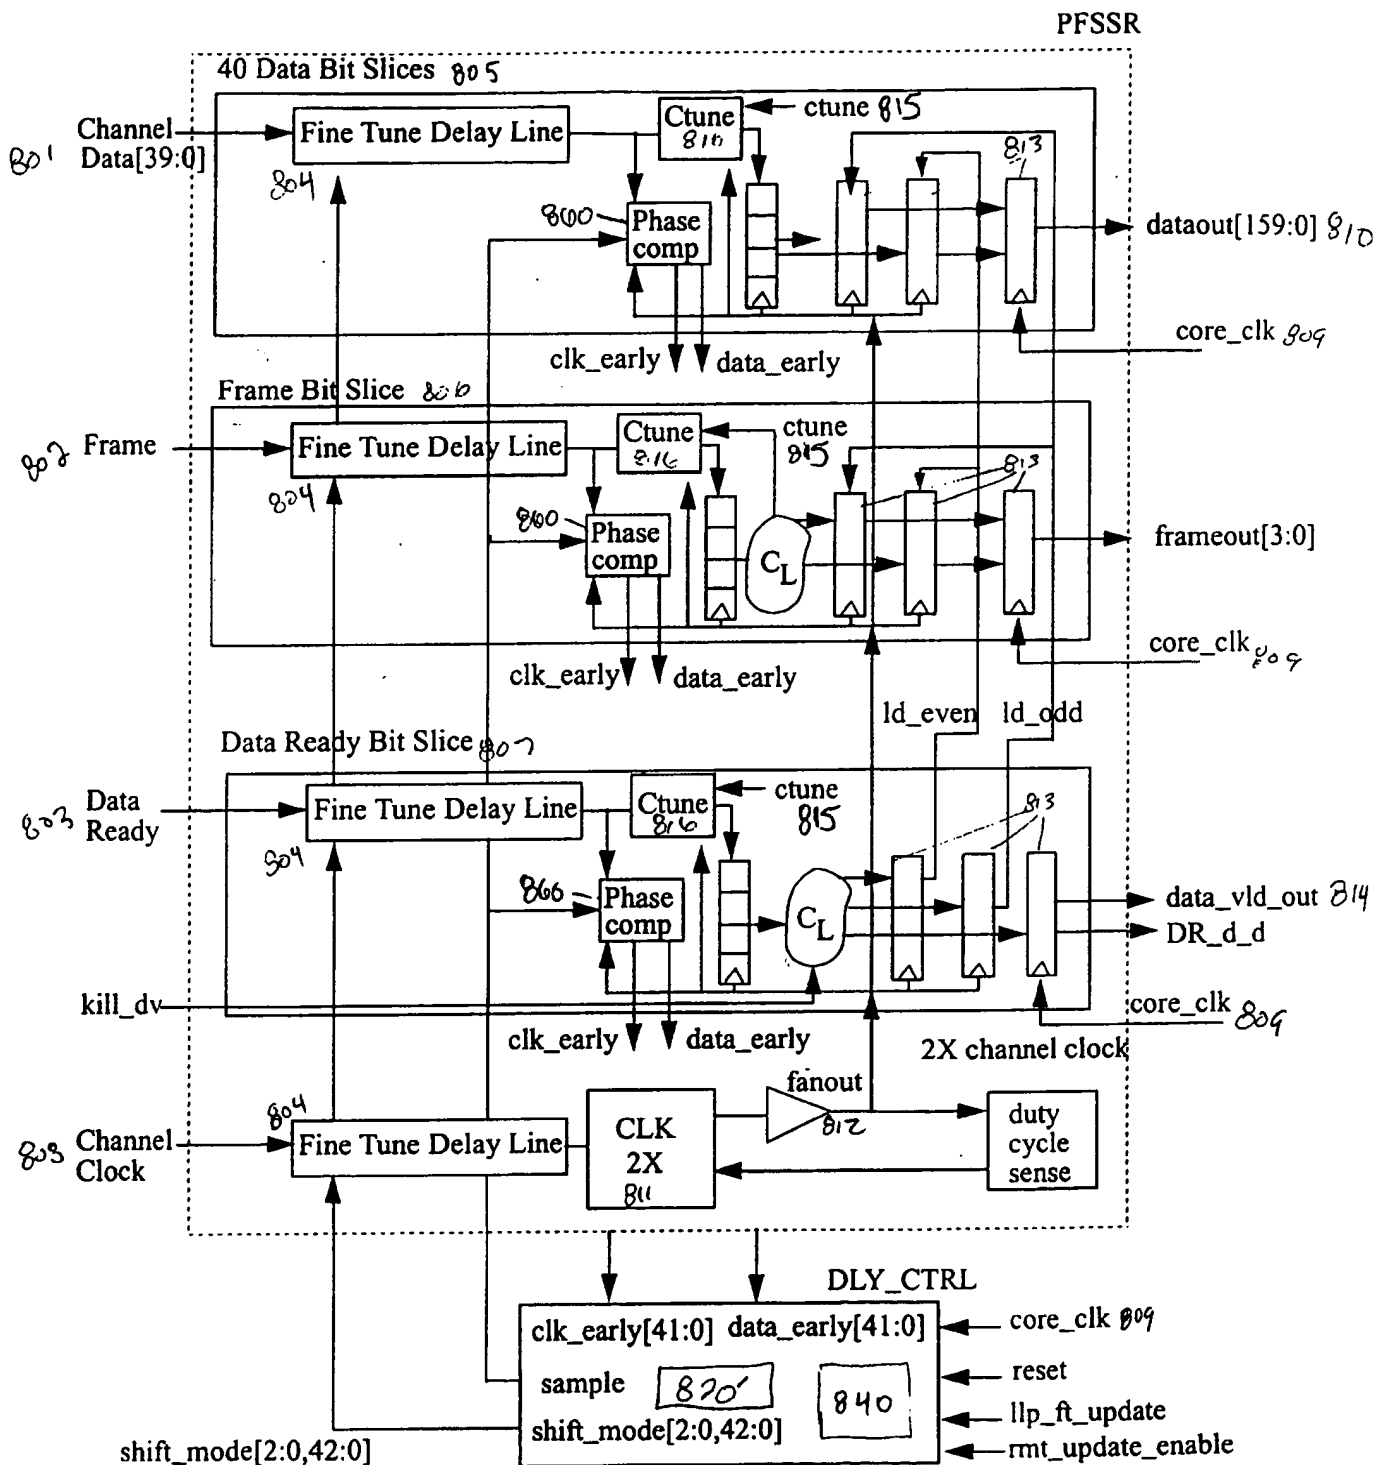 PFSSR
40 Data Bit Slices 805
Channel
Data[39:0]
801
Fine Tune Delay Line
804
Ctune
816
ctune 815
813
860
Phase
comp
dataout[159:0] 810
clk_early
data_early
core_clk 809
Frame Bit Slice 806
802 Frame
Fine Tune Delay Line
804
Ctune
816
ctune
815
813
860
Phase
comp
CL
frameout[3:0]
clk_early
data_early
core_clk 809
ld_even
ld_odd
Data Ready Bit Slice 807
803 Data
Ready
Fine Tune Delay Line
804
Ctune
816
ctune
815
813
860
Phase
comp
CL
data_vld_out 814
DR_d_d
kill_dv
clk_early
data_early
core_clk 809
2X channel clock
fanout
812
804
803 Channel
Clock
Fine Tune Delay Line
CLK
2X
811
duty
cycle
sense
DLY_CTRL
clk_early[41:0] data_early[41:0]
sample
820
840
shift_mode[2:0,42:0]
core_clk 809
reset
llp_ft_update
rmt_update_enable
shift_mode[2:0,42:0]